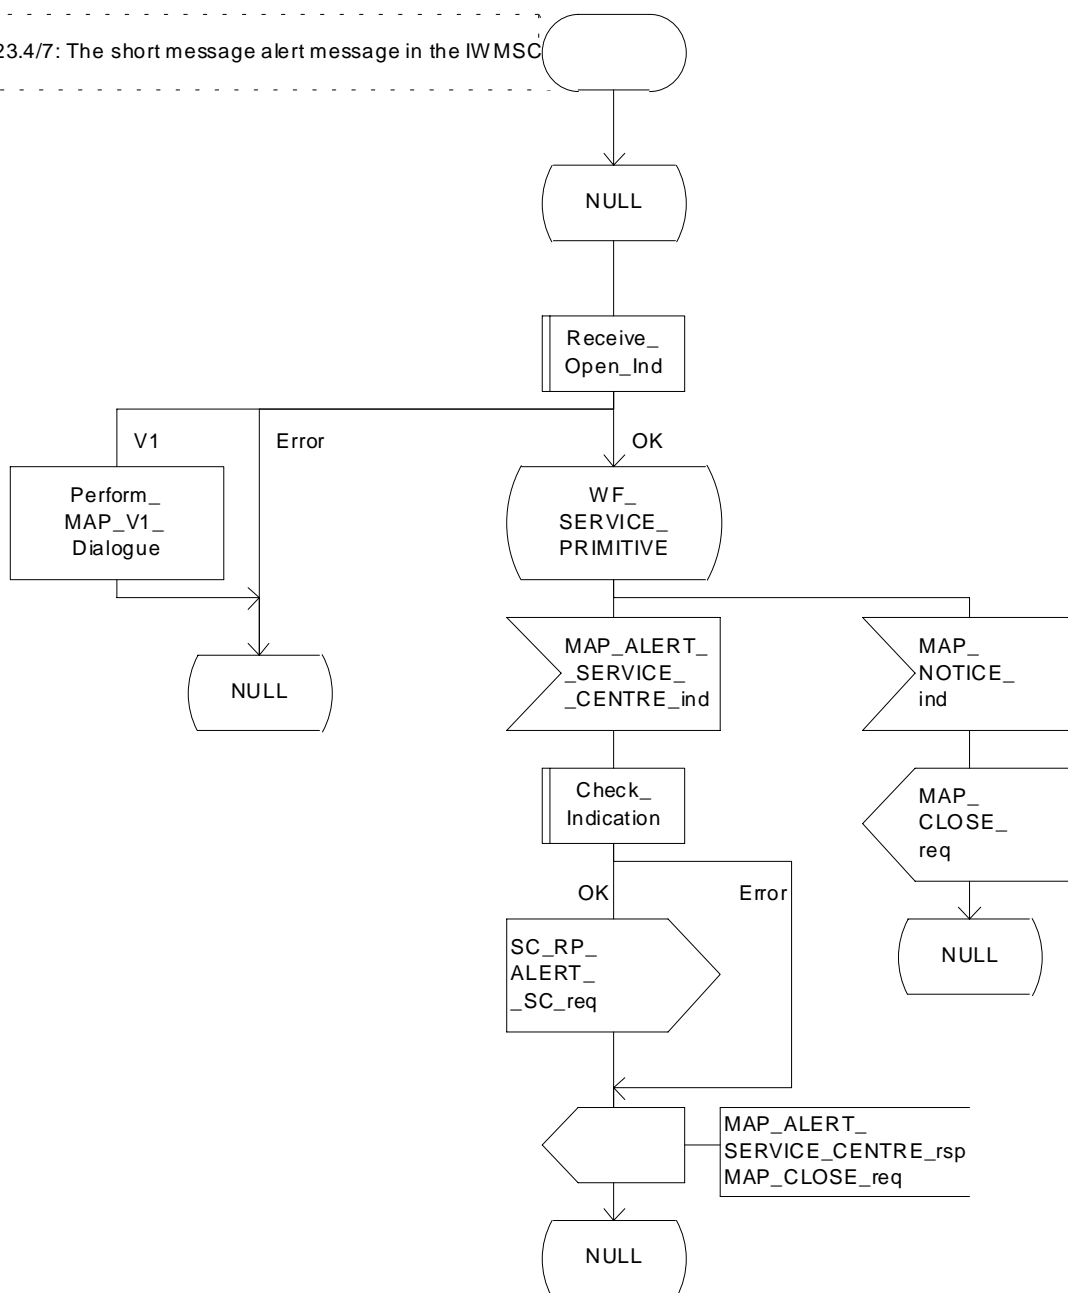 23.4/7: The short message alert message in the IWMSC
NULL
Receive_
Open_Ind
V1
Error
OK
Perform_
MAP_V1_
Dialogue
WF_
SERVICE_
PRIMITIVE
NULL
MAP_ALERT_
_SERVICE_
_CENTRE_ind
MAP_
NOTICE_
ind
Check_
Indication
MAP_
CLOSE_
req
OK
Error
SC_RP_
ALERT_
_SC_req
NULL
MAP_ALERT_
SERVICE_CENTRE_rsp
MAP_CLOSE_req
NULL